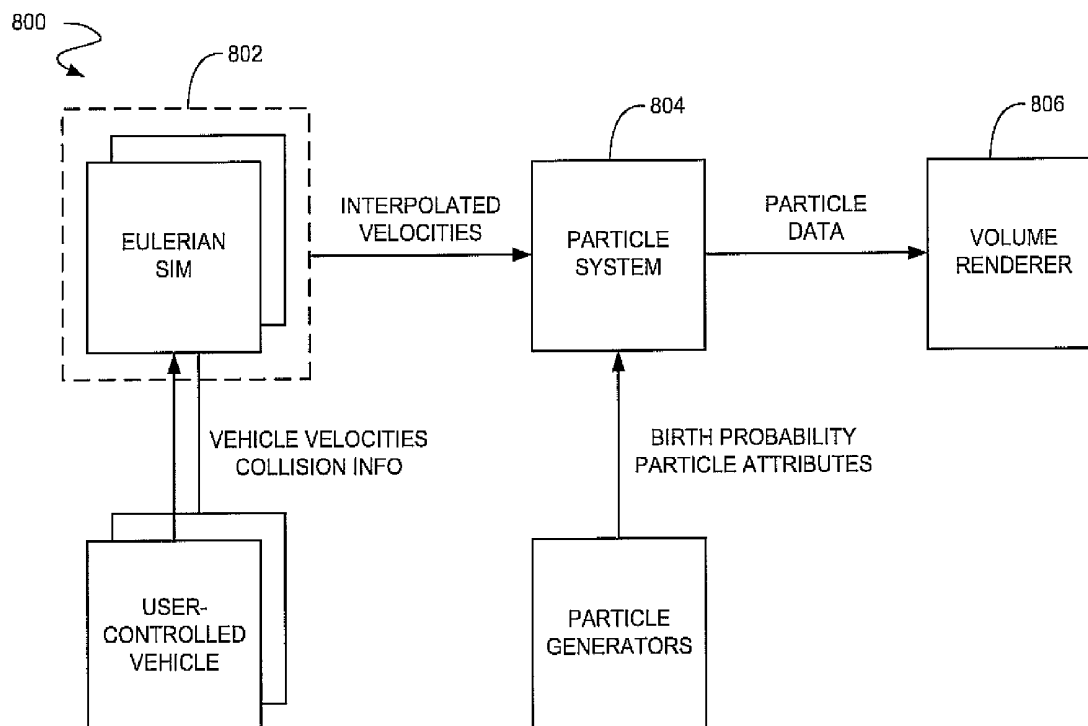 800
802
804
806
EULERIAN
SIM
INTERPOLATED
VELOCITIES
PARTICLE
SYSTEM
PARTICLE
DATA
VOLUME
RENDERER
VEHICLE VELOCITIES
COLLISION INFO
BIRTH PROBABILITY
PARTICLE ATTRIBUTES
USER-
CONTROLLED
VEHICLE
PARTICLE
GENERATORS